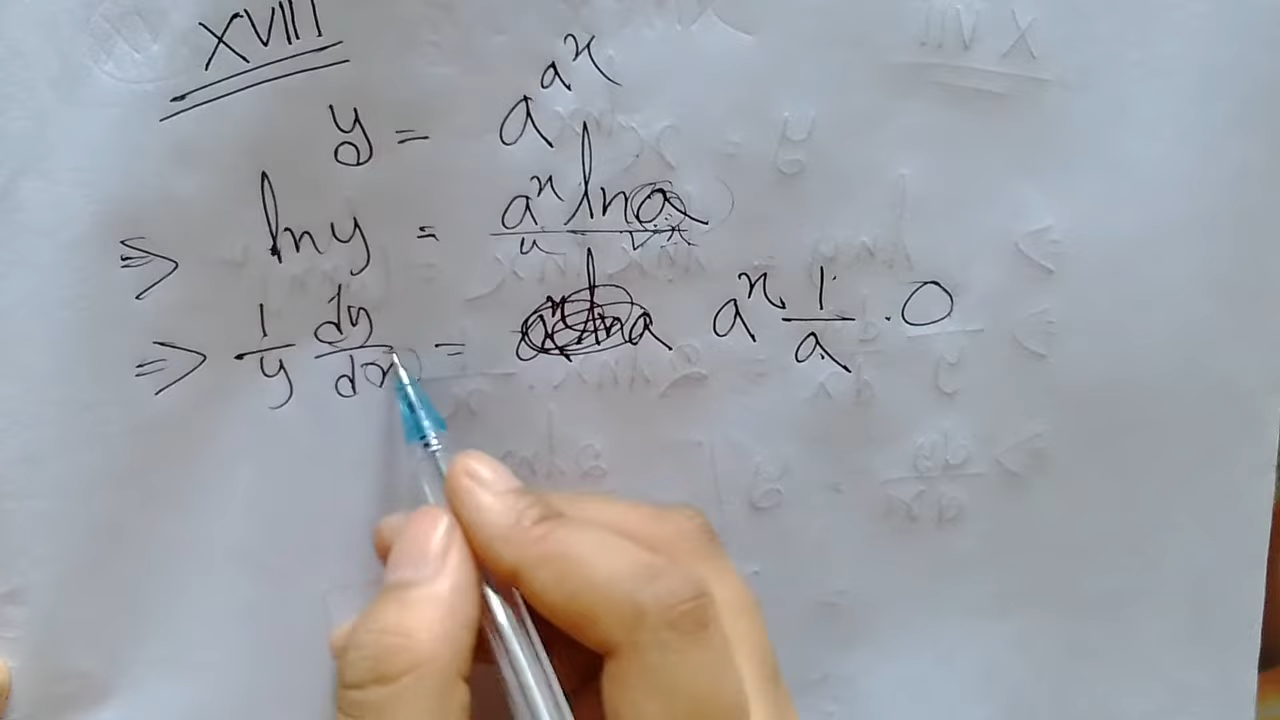 XVIII
y = a^a^x
⇒ ln y = a^x ln a
⇒ 1/y dy/dx = a^x 1/a . 0